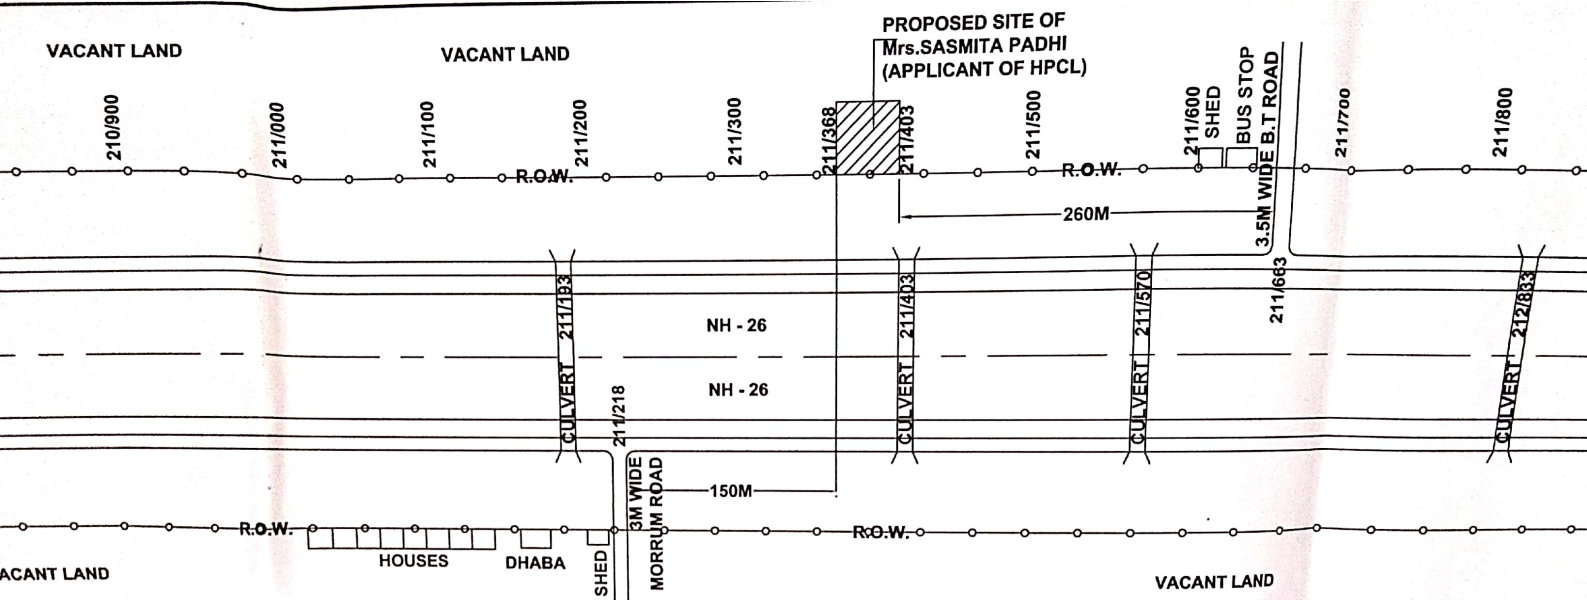 PROPOSED SITE OF
Mrs.SASMITA PADHI
(APPLICANT OF HPCL)
VACANT LAND
VACANT LAND
210/900
211/000
211/100
211/200
211/300
211/368
211/403
211/500
211/600
SHED
BUS STOP
3.5M WIDE B.T ROAD
211/700
211/800
R.O.W.
R.O.W.
260M
211/663
CULVERT 211/193
CULVERT 211/403
CULVERT 211/570
CULVERT 212/833
NH - 26
NH - 26
211/218
3M WIDE
MORRUM ROAD
150M
R.O.W.
R.O.W.
HOUSES
DHABA
SHED
ACANT LAND
VACANT LAND